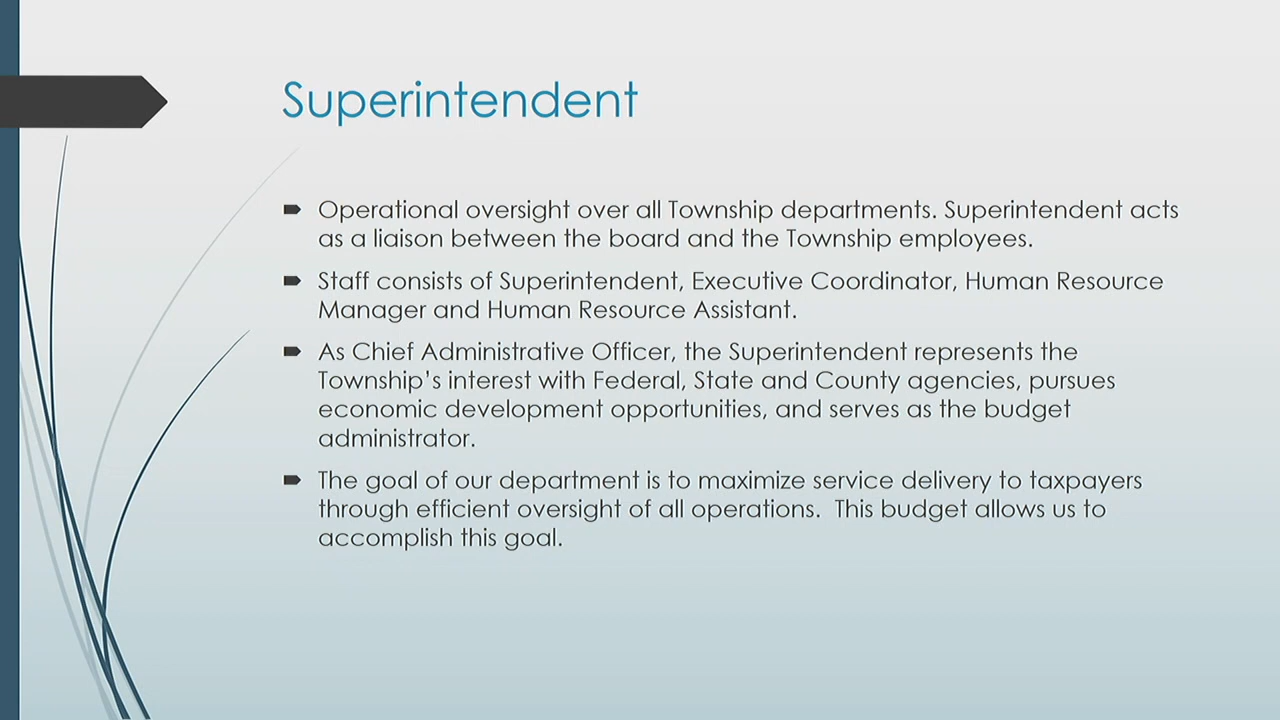 Superintendent
Operational oversight over all Township departments. Superintendent acts
as a liaison between the board and the Township employees.
Staff consists of Superintendent, Executive Coordinator, Human Resource
Manager and Human Resource Assistant.
As Chief Administrative Officer, the Superintendent represents the
Township’s interest with Federal, State and County agencies, pursues
economic development opportunities, and serves as the budget
administrator.
The goal of our department is to maximize service delivery to taxpayers
through efficient oversight of all operations.  This budget allows us to
accomplish this goal.